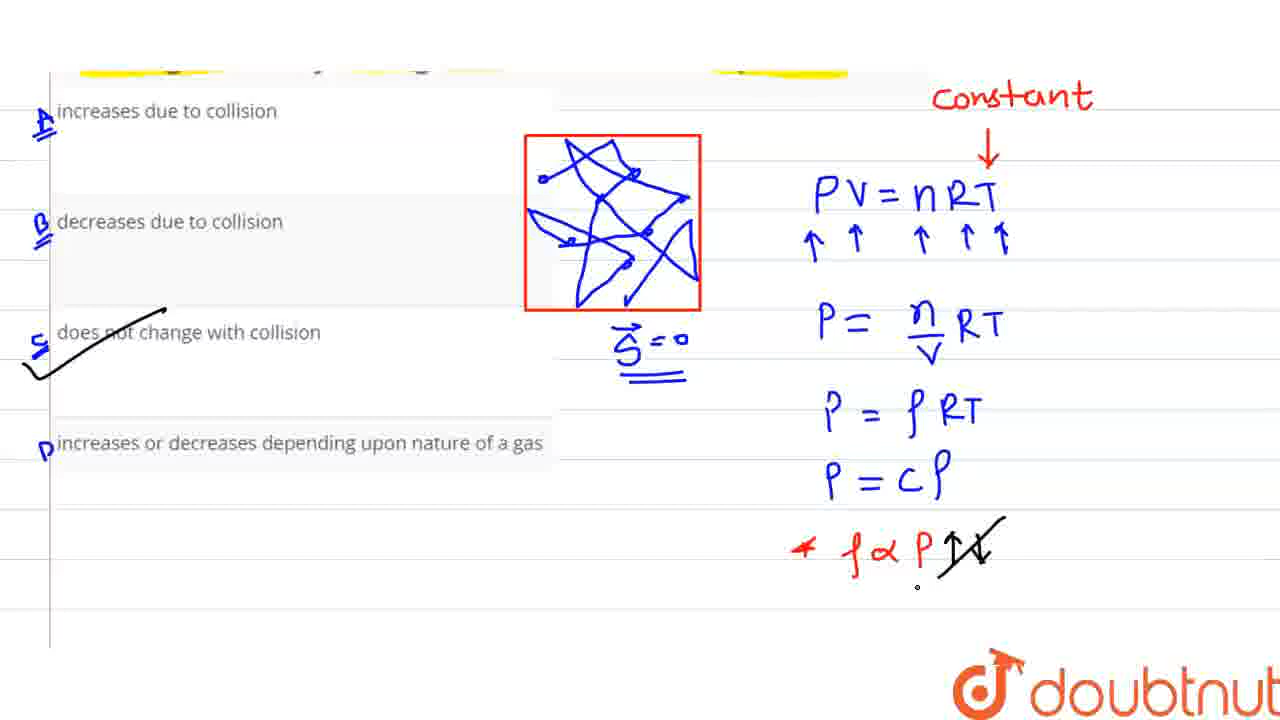 A increases due to collision
B decreases due to collision
C does not change with collision
D increases or decreases depending upon nature of a gas
S⃗ = 0
constant
↓
PV = nRT
↑ ↑ ↑ ↑ ↑
P = n/V RT
P = ρRT
P = Cρ
* ρ ∝ P ↑↓
doubtnut